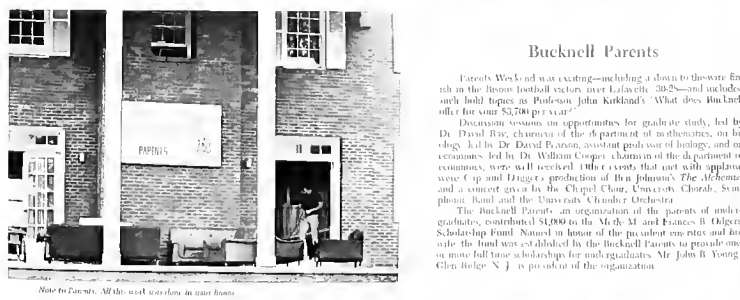 PARENTS
Note to Parents: All this work was done in your honor.
Bucknell Parents
Parents Weekend was exciting—including a down to-the-wire fin
ish in the Bisons football victory over Lafayette 30-28—and includes
such bold topics as Professor John Kirkland's "What does Bucknell
offer for your $3,700 per year?"
Discussion sessions on opportunities for graduate study, led by
Dr. David Ray, chairman of the department of mathematics, on bi
ology led by Dr. David Pearson, assistant professor of biology, and on
economics led by Dr. William Cooper chairman of the department of
economics, were well received. Other events that met with applause
were Cap and Dagger's production of Ben Johnson's The Alchemist
and a concert given by the Chapel Choir, University Chorale, Sym
phonic Band and the University Chamber Orchestra
The Bucknell Parents an organization of the parents of under-
graduates, contributed $1,000 to the Merle M and Frances B. Odgers
Scholarship Fund. Named in honor of the president emeritus and his
wife the fund was established by the Bucknell Parents to provide one
or more full time scholarships for undergraduates Mr John B. Young
Glen Ridge N J is president of the organization